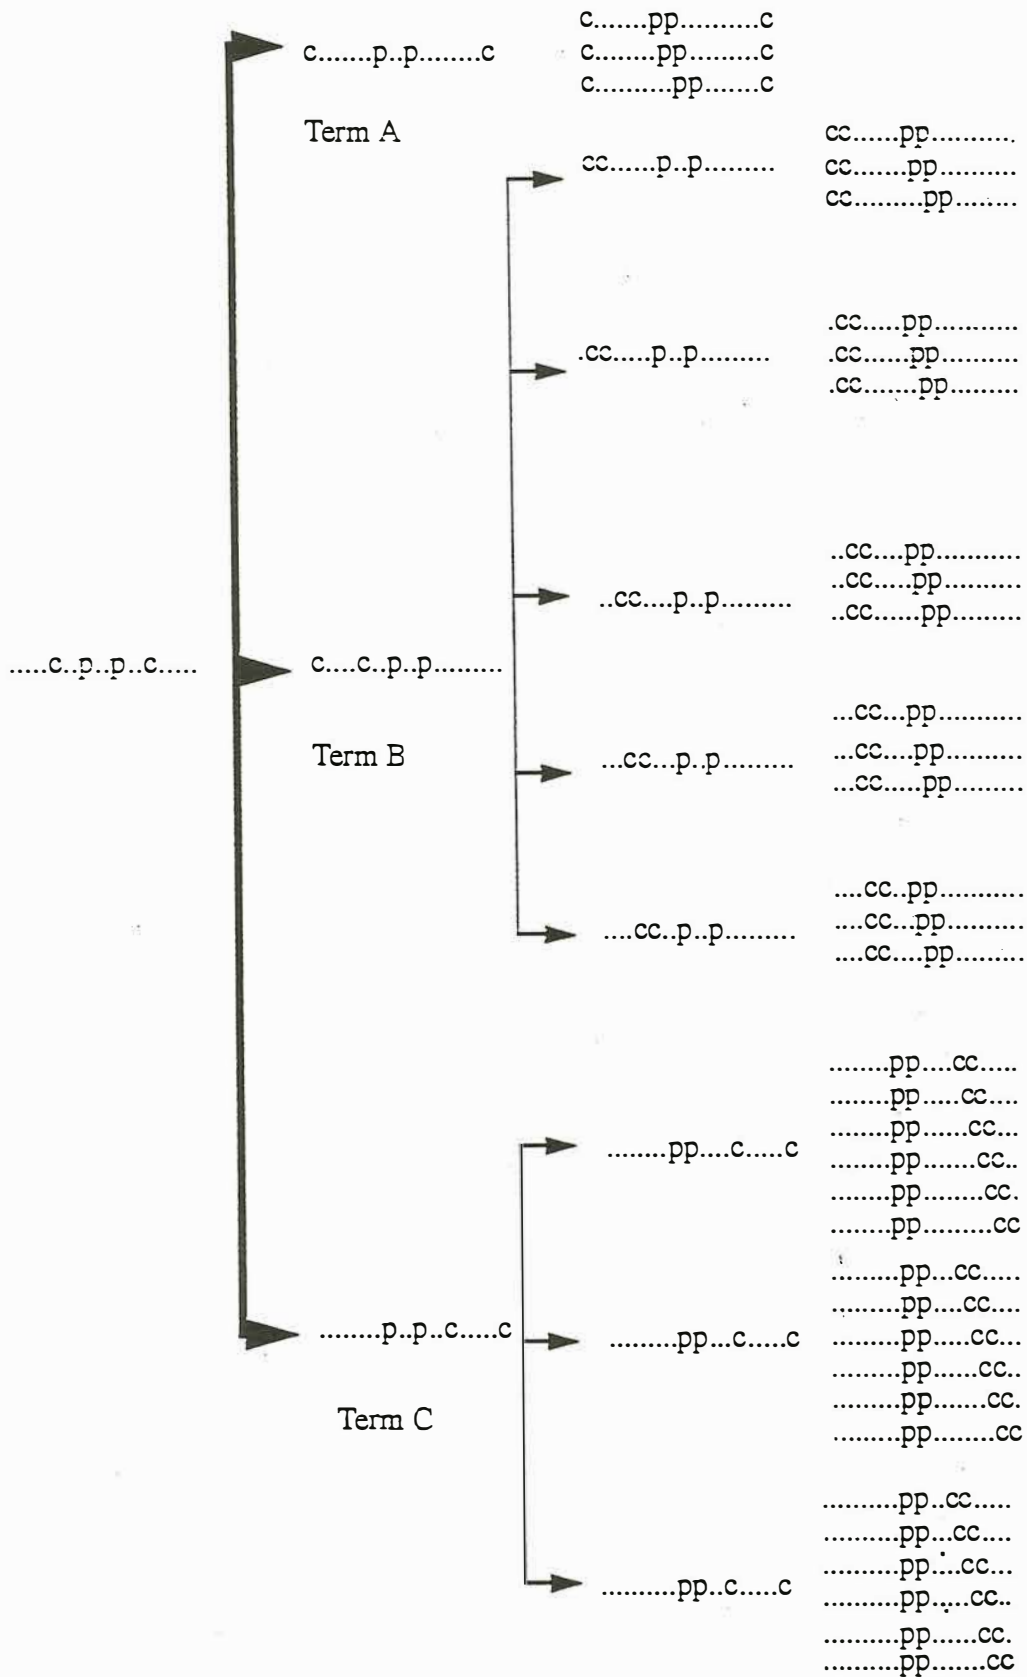 c.......p..p........c
c.......pp..........c
c........pp.........c
c..........pp.......c
Term A
cc......p..p.........
cc......pp...........
cc.......pp..........
cc.........pp.......
.cc.....p..p.........
.cc.....pp...........
.cc......pp..........
.cc.......pp.........
..cc....p..p.........
..cc....pp...........
..cc.....pp..........
..cc......pp.........
.....c..p..p..c.....
c....c..p..p.........
Term B
...cc...p..p.........
...cc...pp...........
...cc....pp..........
...cc.....pp.........
....cc..p..p.........
....cc..pp...........
....cc...pp..........
....cc....pp.........
........pp....c.....c
........pp....cc.....
........pp.....cc....
........pp......cc...
........pp.......cc..
........pp........cc.
........pp.........cc
........p..p..c.....c
Term C
.........pp...c.....c
.........pp...cc.....
.........pp....cc....
.........pp.....cc...
.........pp......cc..
.........pp.......cc.
.........pp........cc
..........pp..c.....c
..........pp..cc.....
..........pp...cc....
..........pp....cc...
..........pp.....cc..
..........pp......cc.
..........pp.......cc